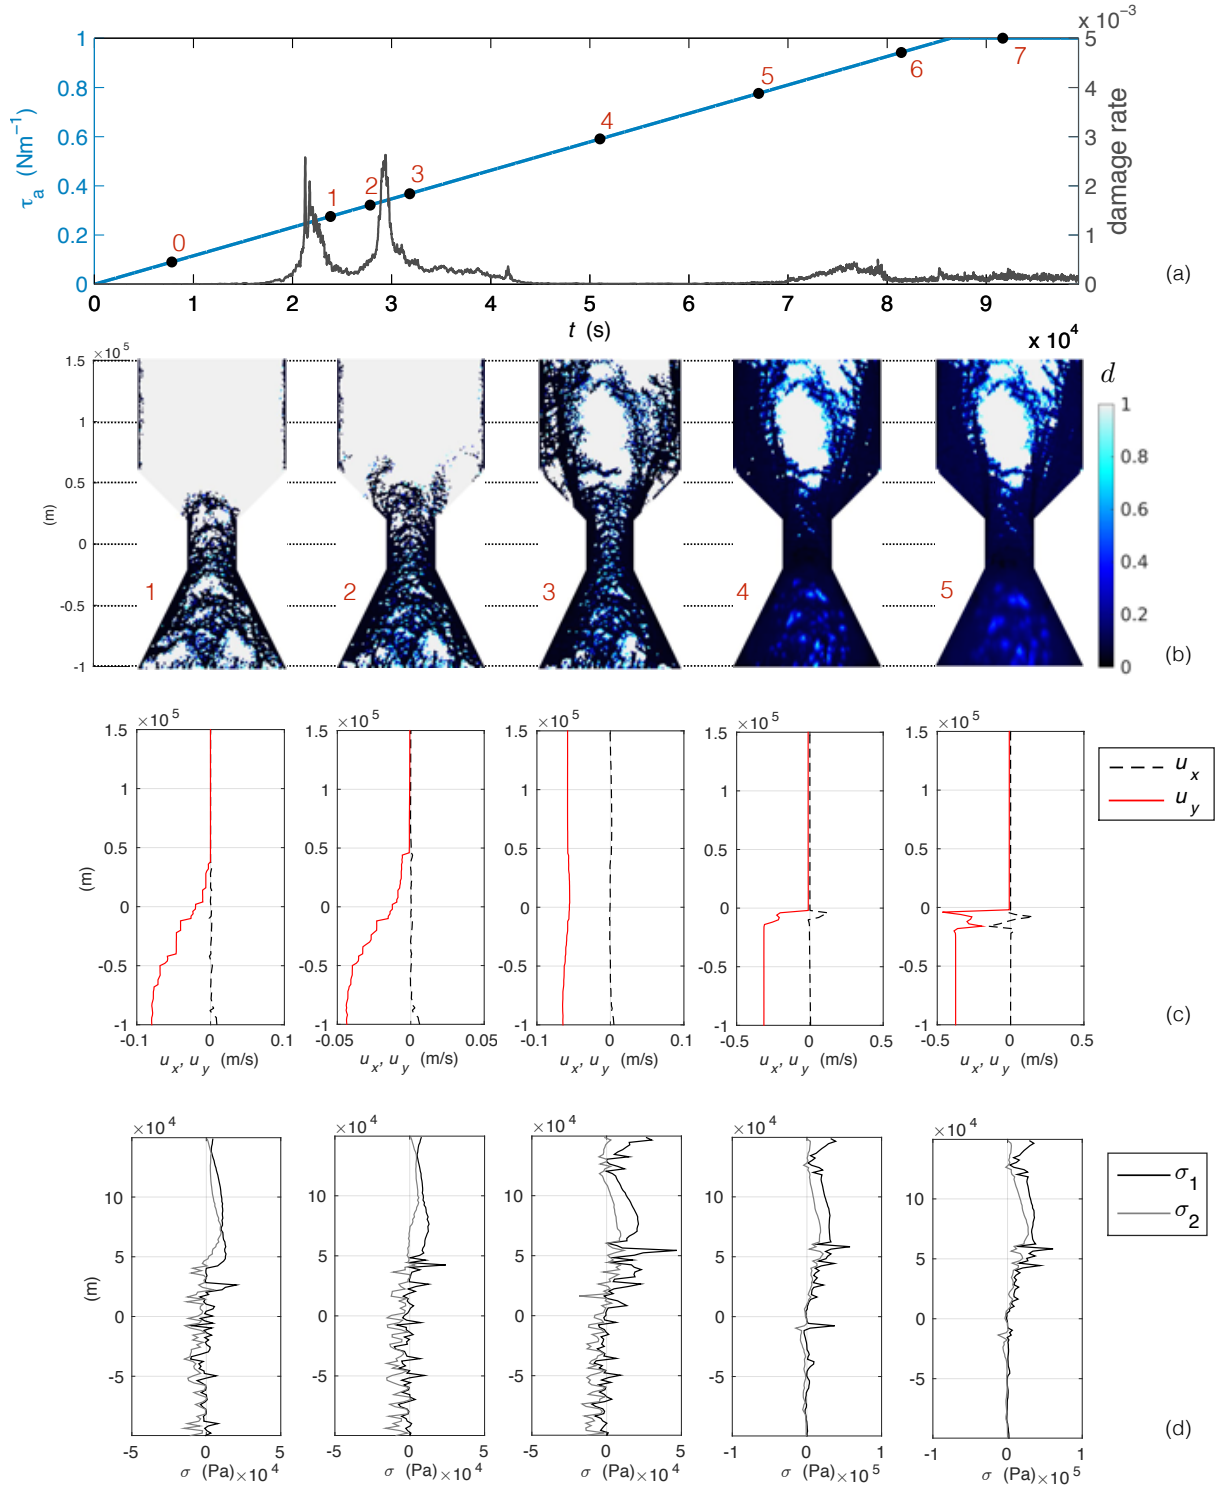 x 10⁻³
1 5
0.8 4
0.6 3
0.4 2
0.2 1
0 0
τₐ (Nm⁻¹)
damage rate
0 1 2 3 4 5 6 7
(a)
0 1 2 3 4 5 6 7 8 9
t (s)
x 10⁴
×10⁵
1.5
1
0.5
0
-0.5
-1
(m)
1 2 3 4 5
d
1
0.8
0.6
0.4
0.2
0
(b)
×10⁵ ×10⁵ ×10⁵ ×10⁵ ×10⁵
1.5 1.5 1.5 1.5 1.5
1 1 1 1 1
0.5 0.5 0.5 0.5 0.5
0 0 0 0 0
-0.5 -0.5 -0.5 -0.5 -0.5
-1 -1 -1 -1 -1
(m)
uₓ
u_y
(c)
-0.1 0 0.1 -0.05 0 0.05 -0.1 0 0.1 -0.5 0 0.5 -0.5 0 0.5
uₓ, u_y (m/s) uₓ, u_y (m/s) uₓ, u_y (m/s) uₓ, u_y (m/s) uₓ, u_y (m/s)
×10⁴ ×10⁴ ×10⁴ ×10⁴ ×10⁴
10 10 10 10 10
5 5 5 5 5
0 0 0 0 0
-5 -5 -5 -5 -5
(m)
σ₁
σ₂
(d)
-5 0 5 -5 0 5 -5 0 5 -1 0 1 -1 0 1
σ (Pa)×10⁴ σ (Pa)×10⁴ σ (Pa)×10⁴ σ (Pa)×10⁵ σ (Pa)×10⁵